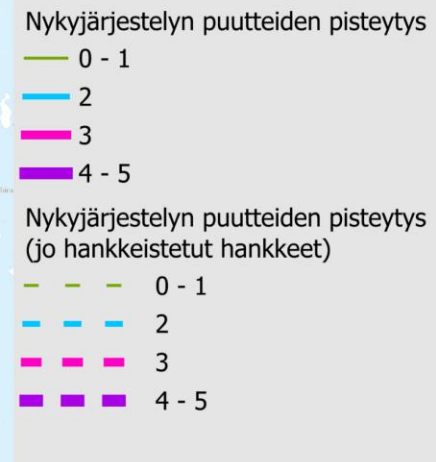 Nykyjärjestelyn puutteiden pisteytys
0 - 1
2
3
4 - 5
Nykyjärjestelyn puutteiden pisteytys
(jo hankkeistetut hankkeet)
0 - 1
2
3
4 - 5